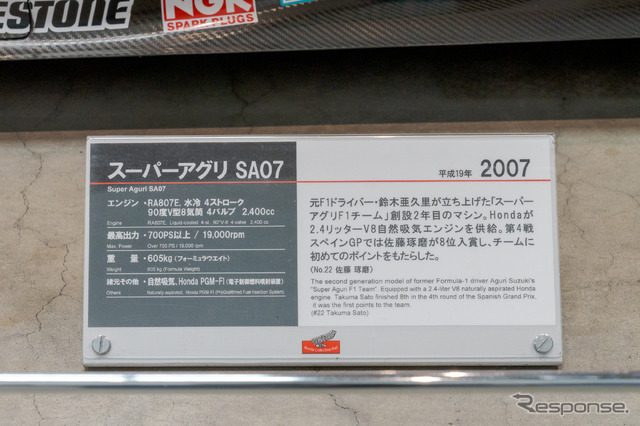 ESTONE
NGK
SPARK PLUGS
スーパーアグリ SA07
Super Aguri SA07
エンジン・RA807E, 水冷 4ストローク
90度V型8気筒 4バルブ 2,400cc
Engine RA807E, Liquid-cooled, 4 st., 90°V-8, 4 valve, 2,400 cc
最高出力・700PS以上 / 19,000rpm
Max. Power Over 700 PS / 19,000 rpm
重 量・605kg(フォーミュラウエイト)
Weight 605 kg (Formula Weight)
諸元その他・自然吸気, Honda PGM-FI (電子制御燃料噴射装置)
Others Naturally-aspirated, Honda PGM-FI (Programmed Fuel Injection System)
平成19年 2007
元F1ドライバー・鈴木亜久里が立ち上げた「スーパー
アグリF1チーム」創設2年目のマシン。Hondaが
2.4リッターV8自然吸気エンジンを供給。第4戦
スペインGPでは佐藤琢磨が8位入賞し、チームに
初めてのポイントをもたらした。
(No.22 佐藤 琢磨)
The second generation model of former Formula-1 driver Aguri Suzuki's
"Super Aguri F1 Team". Equipped with a 2.4-liter V8 naturally aspirated Honda
engine. Takuma Sato finished 8th in the 4th round of the Spanish Grand Prix,
it was the first points to the team.
(#22 Takuma Sato)
Honda Collection Hall
Response.